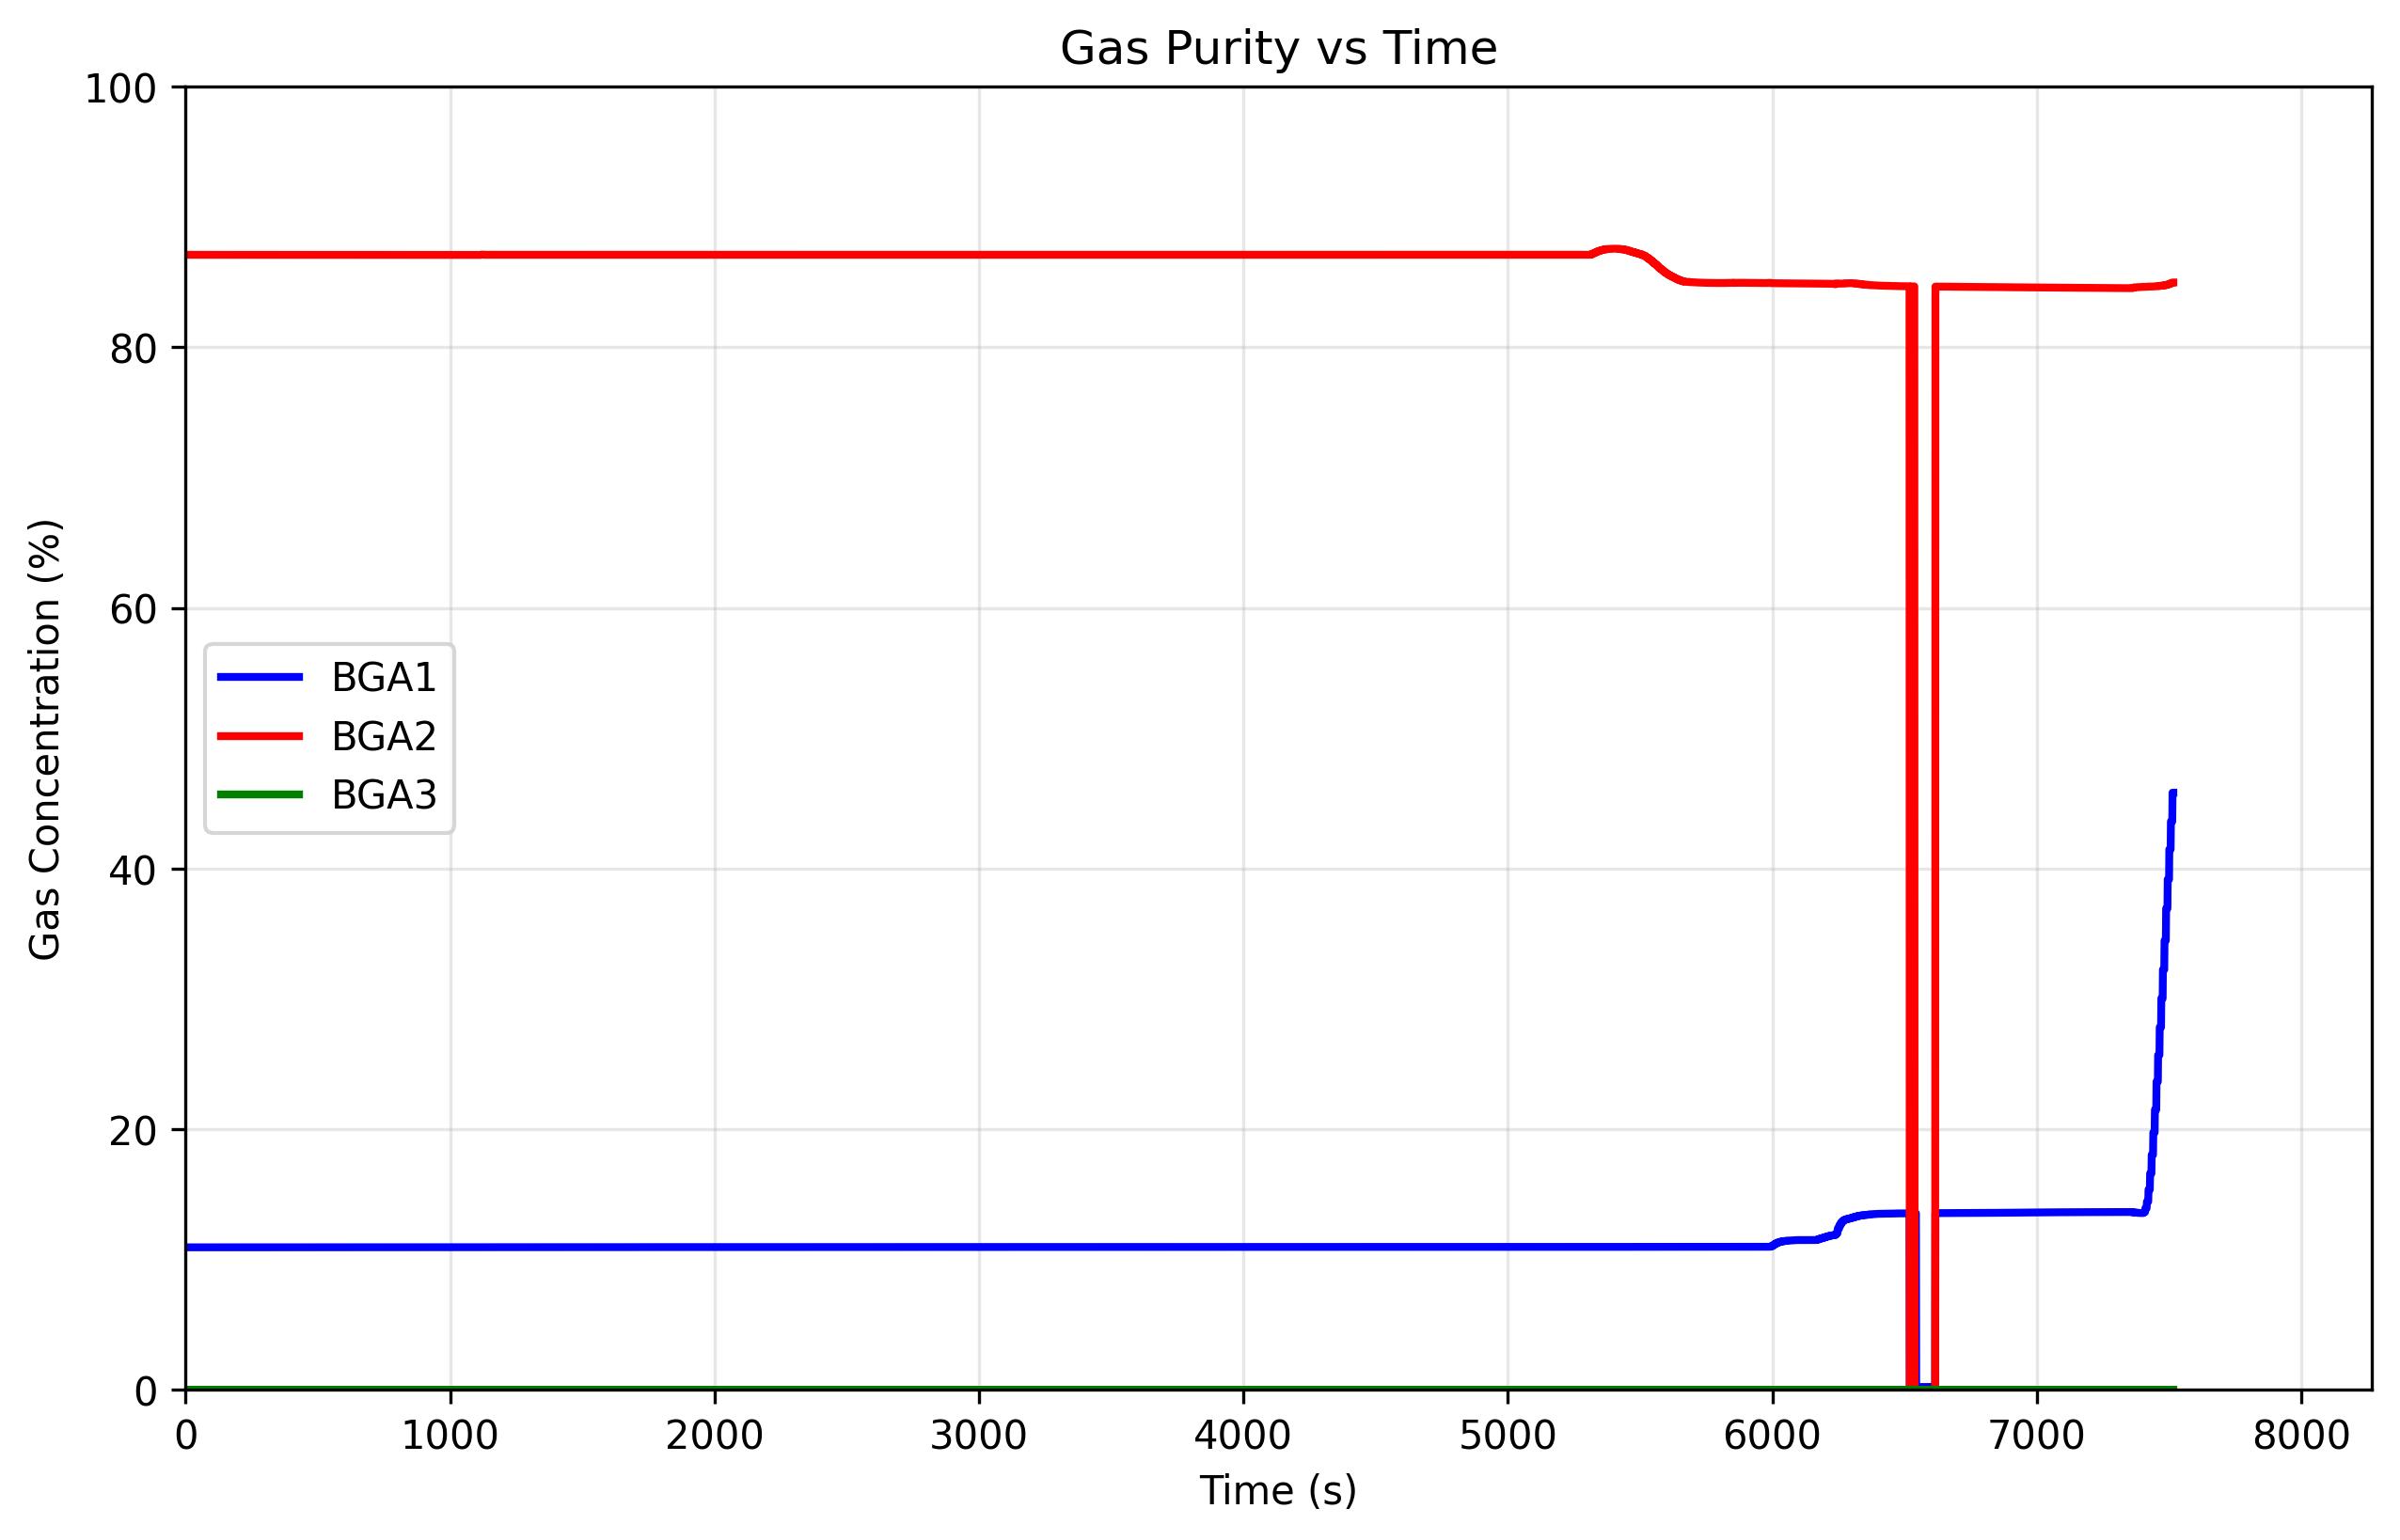 Gas Purity vs Time
100
80
60
40
20
0
Gas Concentration (%)
BGA1
BGA2
BGA3
0 1000 2000 3000 4000 5000 6000 7000 8000
Time (s)